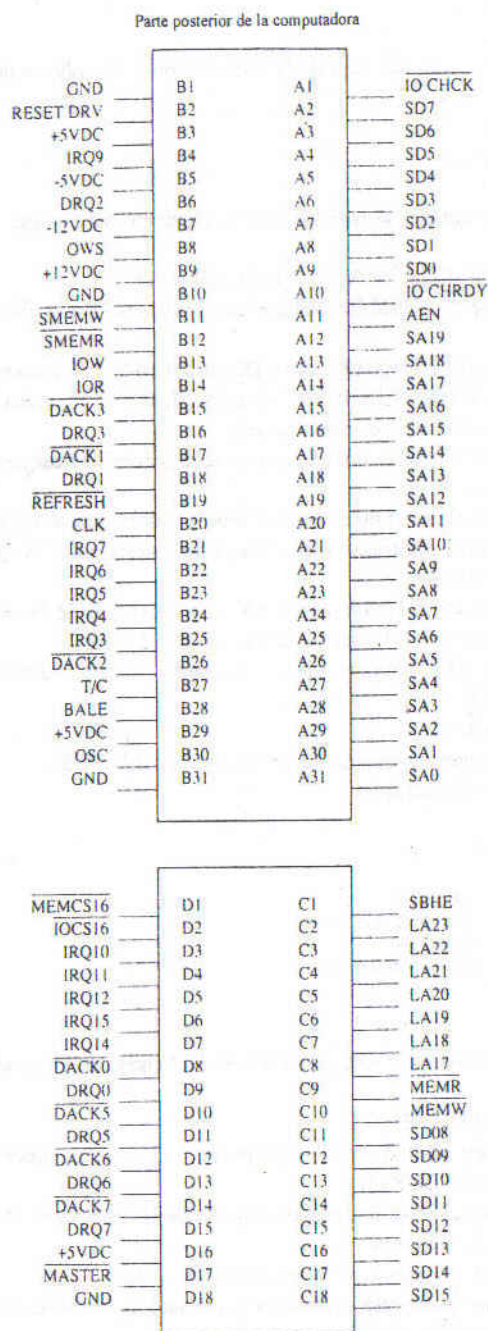 Parte posterior de la computadora
GND B1 A1 IO CHCK
RESET DRV B2 A2 SD7
+5VDC B3 A3 SD6
IRQ9 B4 A4 SD5
-5VDC B5 A5 SD4
DRQ2 B6 A6 SD3
-12VDC B7 A7 SD2
OWS B8 A8 SD1
+12VDC B9 A9 SD0
GND B10 A10 IO CHRDY
SMEMW B11 A11 AEN
SMEMR B12 A12 SA19
IOW B13 A13 SA18
IOR B14 A14 SA17
DACK3 B15 A15 SA16
DRQ3 B16 A16 SA15
DACK1 B17 A17 SA14
DRQ1 B18 A18 SA13
REFRESH B19 A19 SA12
CLK B20 A20 SA11
IRQ7 B21 A21 SA10
IRQ6 B22 A22 SA9
IRQ5 B23 A23 SA8
IRQ4 B24 A24 SA7
IRQ3 B25 A25 SA6
DACK2 B26 A26 SA5
T/C B27 A27 SA4
BALE B28 A28 SA3
+5VDC B29 A29 SA2
OSC B30 A30 SA1
GND B31 A31 SA0
MEMCS16 D1 C1 SBHE
IOCS16 D2 C2 LA23
IRQ10 D3 C3 LA22
IRQ11 D4 C4 LA21
IRQ12 D5 C5 LA20
IRQ15 D6 C6 LA19
IRQ14 D7 C7 LA18
DACK0 D8 C8 LA17
DRQ0 D9 C9 MEMR
DACK5 D10 C10 MEMW
DRQ5 D11 C11 SD08
DACK6 D12 C12 SD09
DRQ6 D13 C13 SD10
DACK7 D14 C14 SD11
DRQ7 D15 C15 SD12
+5VDC D16 C16 SD13
MASTER D17 C17 SD14
GND D18 C18 SD15